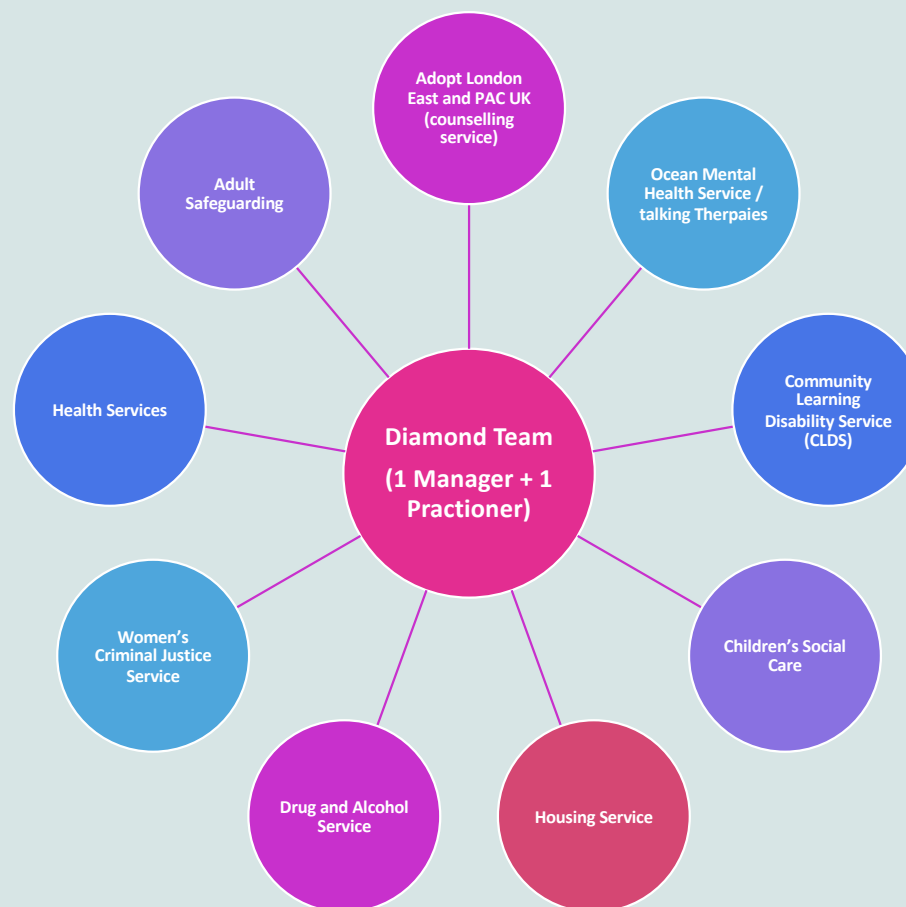 Adopt London
East and PAC UK
(counselling
service)
Ocean Mental
Health Service /
talking Therpaies
Community
Learning
Disability Service
(CLDS)
Children's Social
Care
Housing Service
Drug and Alcohol
Service
Women's
Criminal Justice
Service
Health Services
Adult
Safeguarding
Diamond Team
(1 Manager + 1
Practioner)